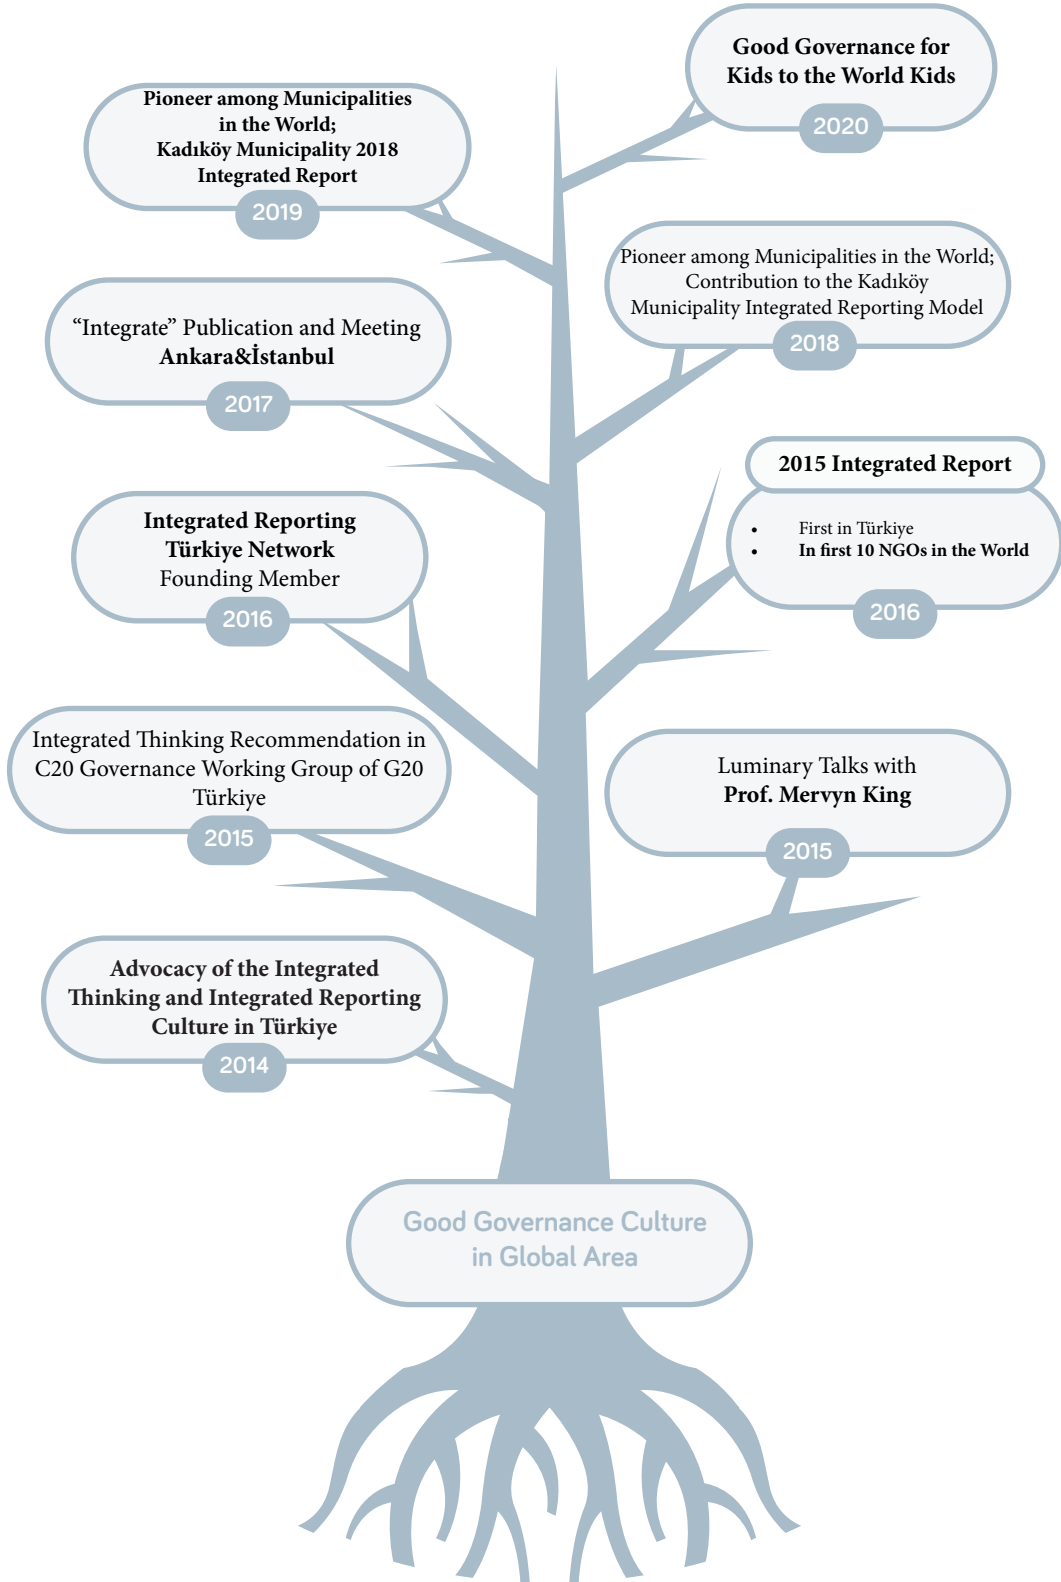 Good Governance for
Kids to the World Kids
2020
Pioneer among Municipalities
in the World;
Kadıköy Municipality 2018
Integrated Report
2019
Pioneer among Municipalities in the World;
Contribution to the Kadıköy
Municipality Integrated Reporting Model
2018
“Integrate” Publication and Meeting
Ankara&İstanbul
2017
2015 Integrated Report
• First in Türkiye
• In first 10 NGOs in the World
2016
Integrated Reporting
Türkiye Network
Founding Member
2016
Integrated Thinking Recommendation in
C20 Governance Working Group of G20
Türkiye
2015
Luminary Talks with
Prof. Mervyn King
2015
Advocacy of the Integrated
Thinking and Integrated Reporting
Culture in Türkiye
2014
Good Governance Culture
in Global Area